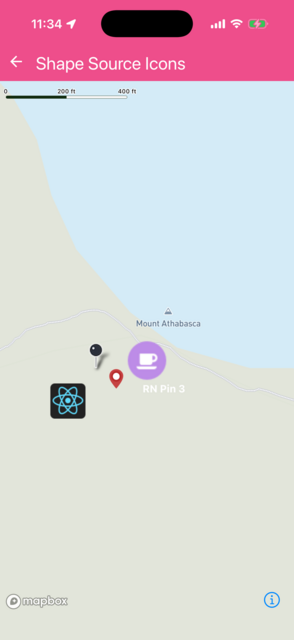 11:34
Shape Source Icons
0 200 ft 400 ft
Mount Athabasca
RN Pin 3
mapbox